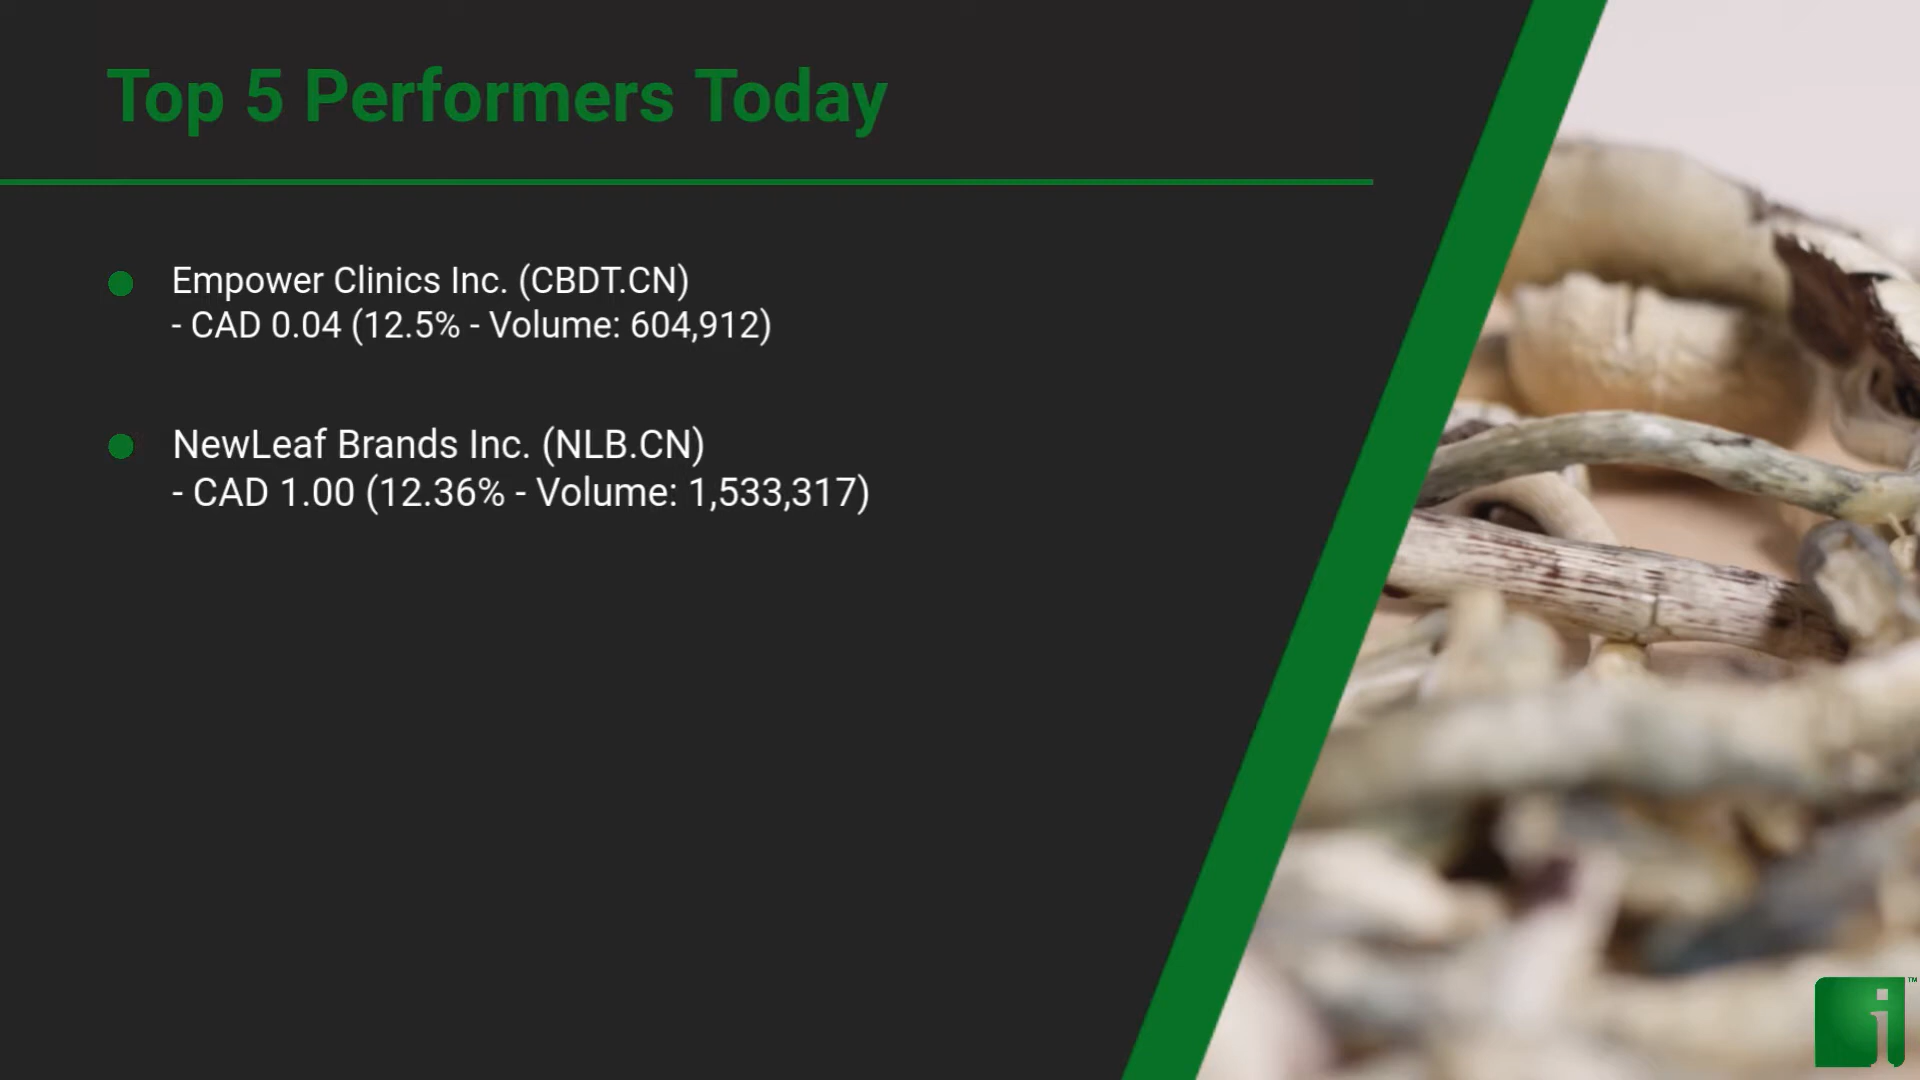 Top 5 Performers Today
Empower Clinics Inc. (CBDT.CN)
- CAD 0.04 (12.5% - Volume: 604,912)
NewLeaf Brands Inc. (NLB.CN)
- CAD 1.00 (12.36% - Volume: 1,533,317)
i
TM